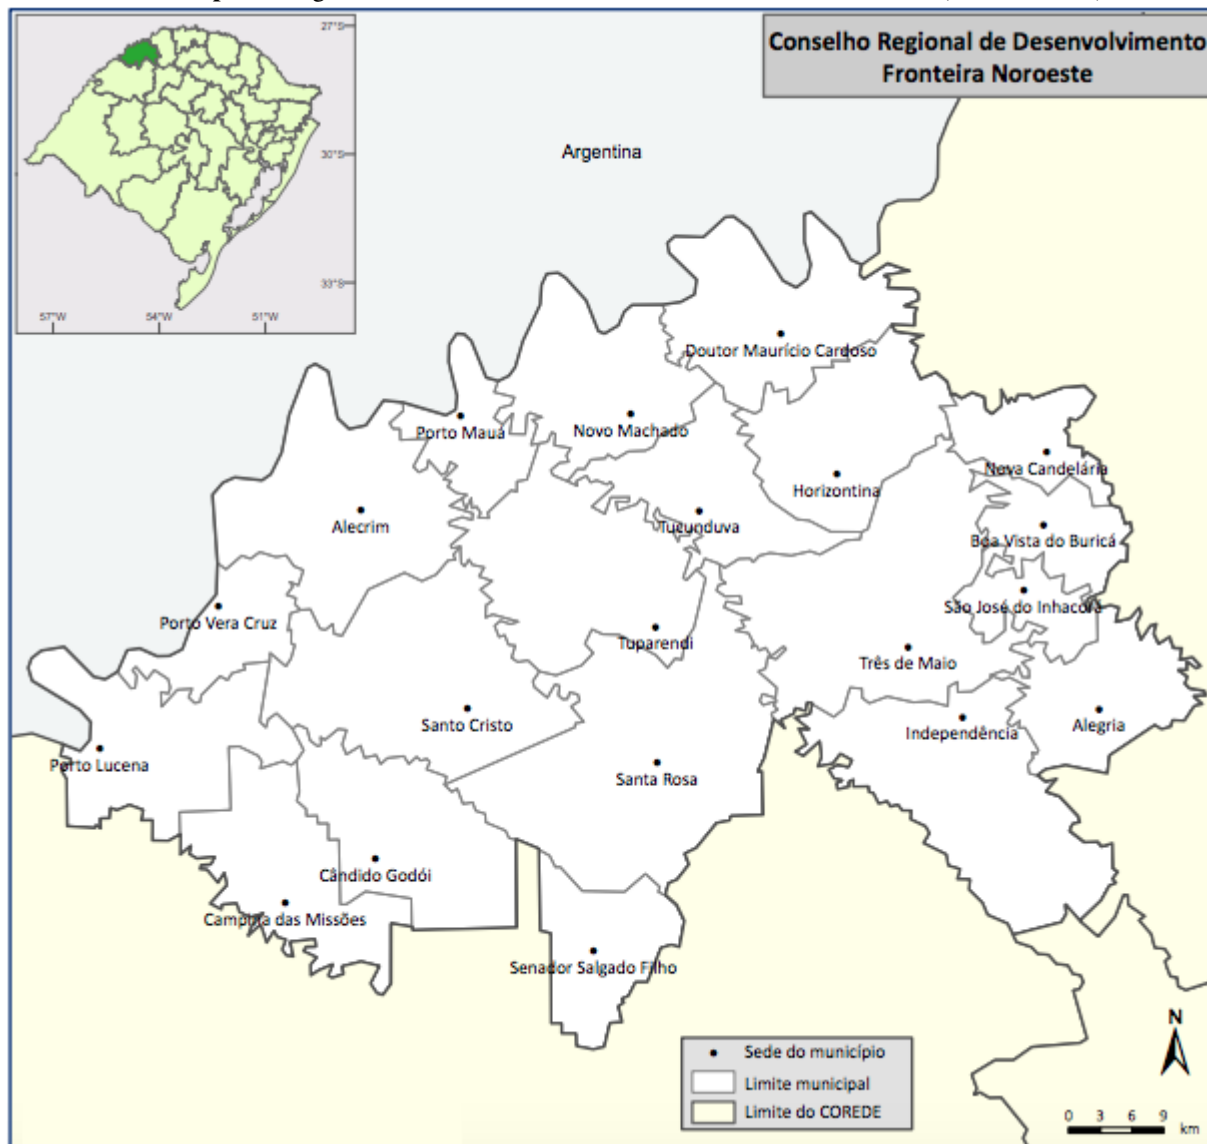 Conselho Regional de Desenvolvimento
Fronteira Noroeste
27°S
30°S
33°S
57°W
54°W
51°W
Argentina
Doutor Maurício Cardoso
Porto Mauá
Novo Machado
Nova Candelária
Horizontina
Alecrim
Tucunduva
Boa Vista do Buricá
São José do Inhacorá
Porto Vera Cruz
Tuparendi
Três de Maio
Santo Cristo
Independência
Alegria
Porto Lucena
Santa Rosa
Cândido Godói
Campina das Missões
Senador Salgado Filho
N
Sede do município
Limite municipal
Limite do COREDE
0 3 6 9
km